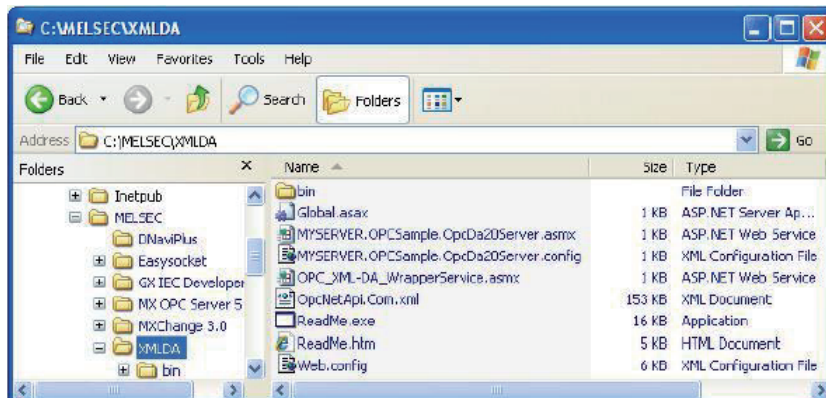 C:\MELSEC\XMLDA
File Edit View Favorites Tools Help
Back Search Folders
Address C:\MELSEC\XMLDA Go
Folders x Name Size Type
Inetpub
MELSEC
DNaviPlus
Easysocket
GX IEC Developer
MX OPC Server 5
MXChange 3.0
XMLDA
bin
bin File Folder
Global.asax 1 KB ASP.NET Server Ap...
MYSERVER.OPCSample.OpcDa20Server.asmx 1 KB ASP.NET Web Service
MYSERVER.OPCSample.OpcDa20Server.config 1 KB XML Configuration File
OPC_XML-DA_WrapperService.asmx 1 KB ASP.NET Web Service
OpcNetApi.Com.xml 153 KB XML Document
ReadMe.exe 16 KB Application
ReadMe.htm 5 KB HTML Document
Web.config 6 KB XML Configuration File